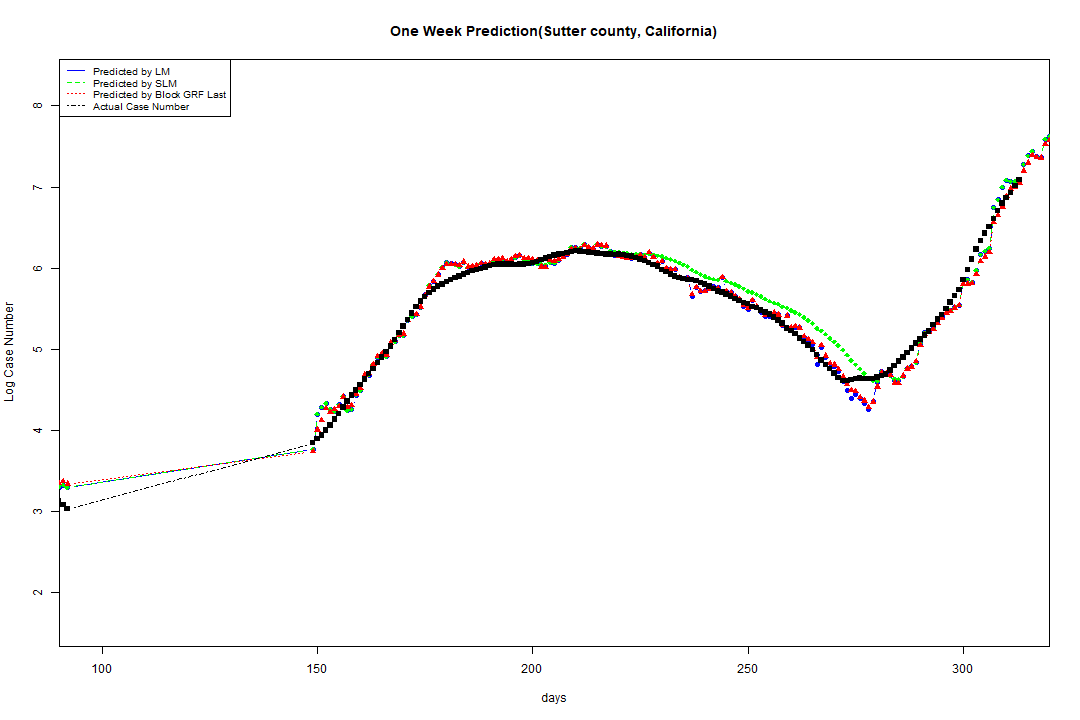 One Week Prediction(Sutter county, California)
Predicted by LM
Predicted by SLM
Predicted by Block GRF Last
Actual Case Number
8
7
6
5
4
3
2
Log Case Number
100 150 200 250 300
days